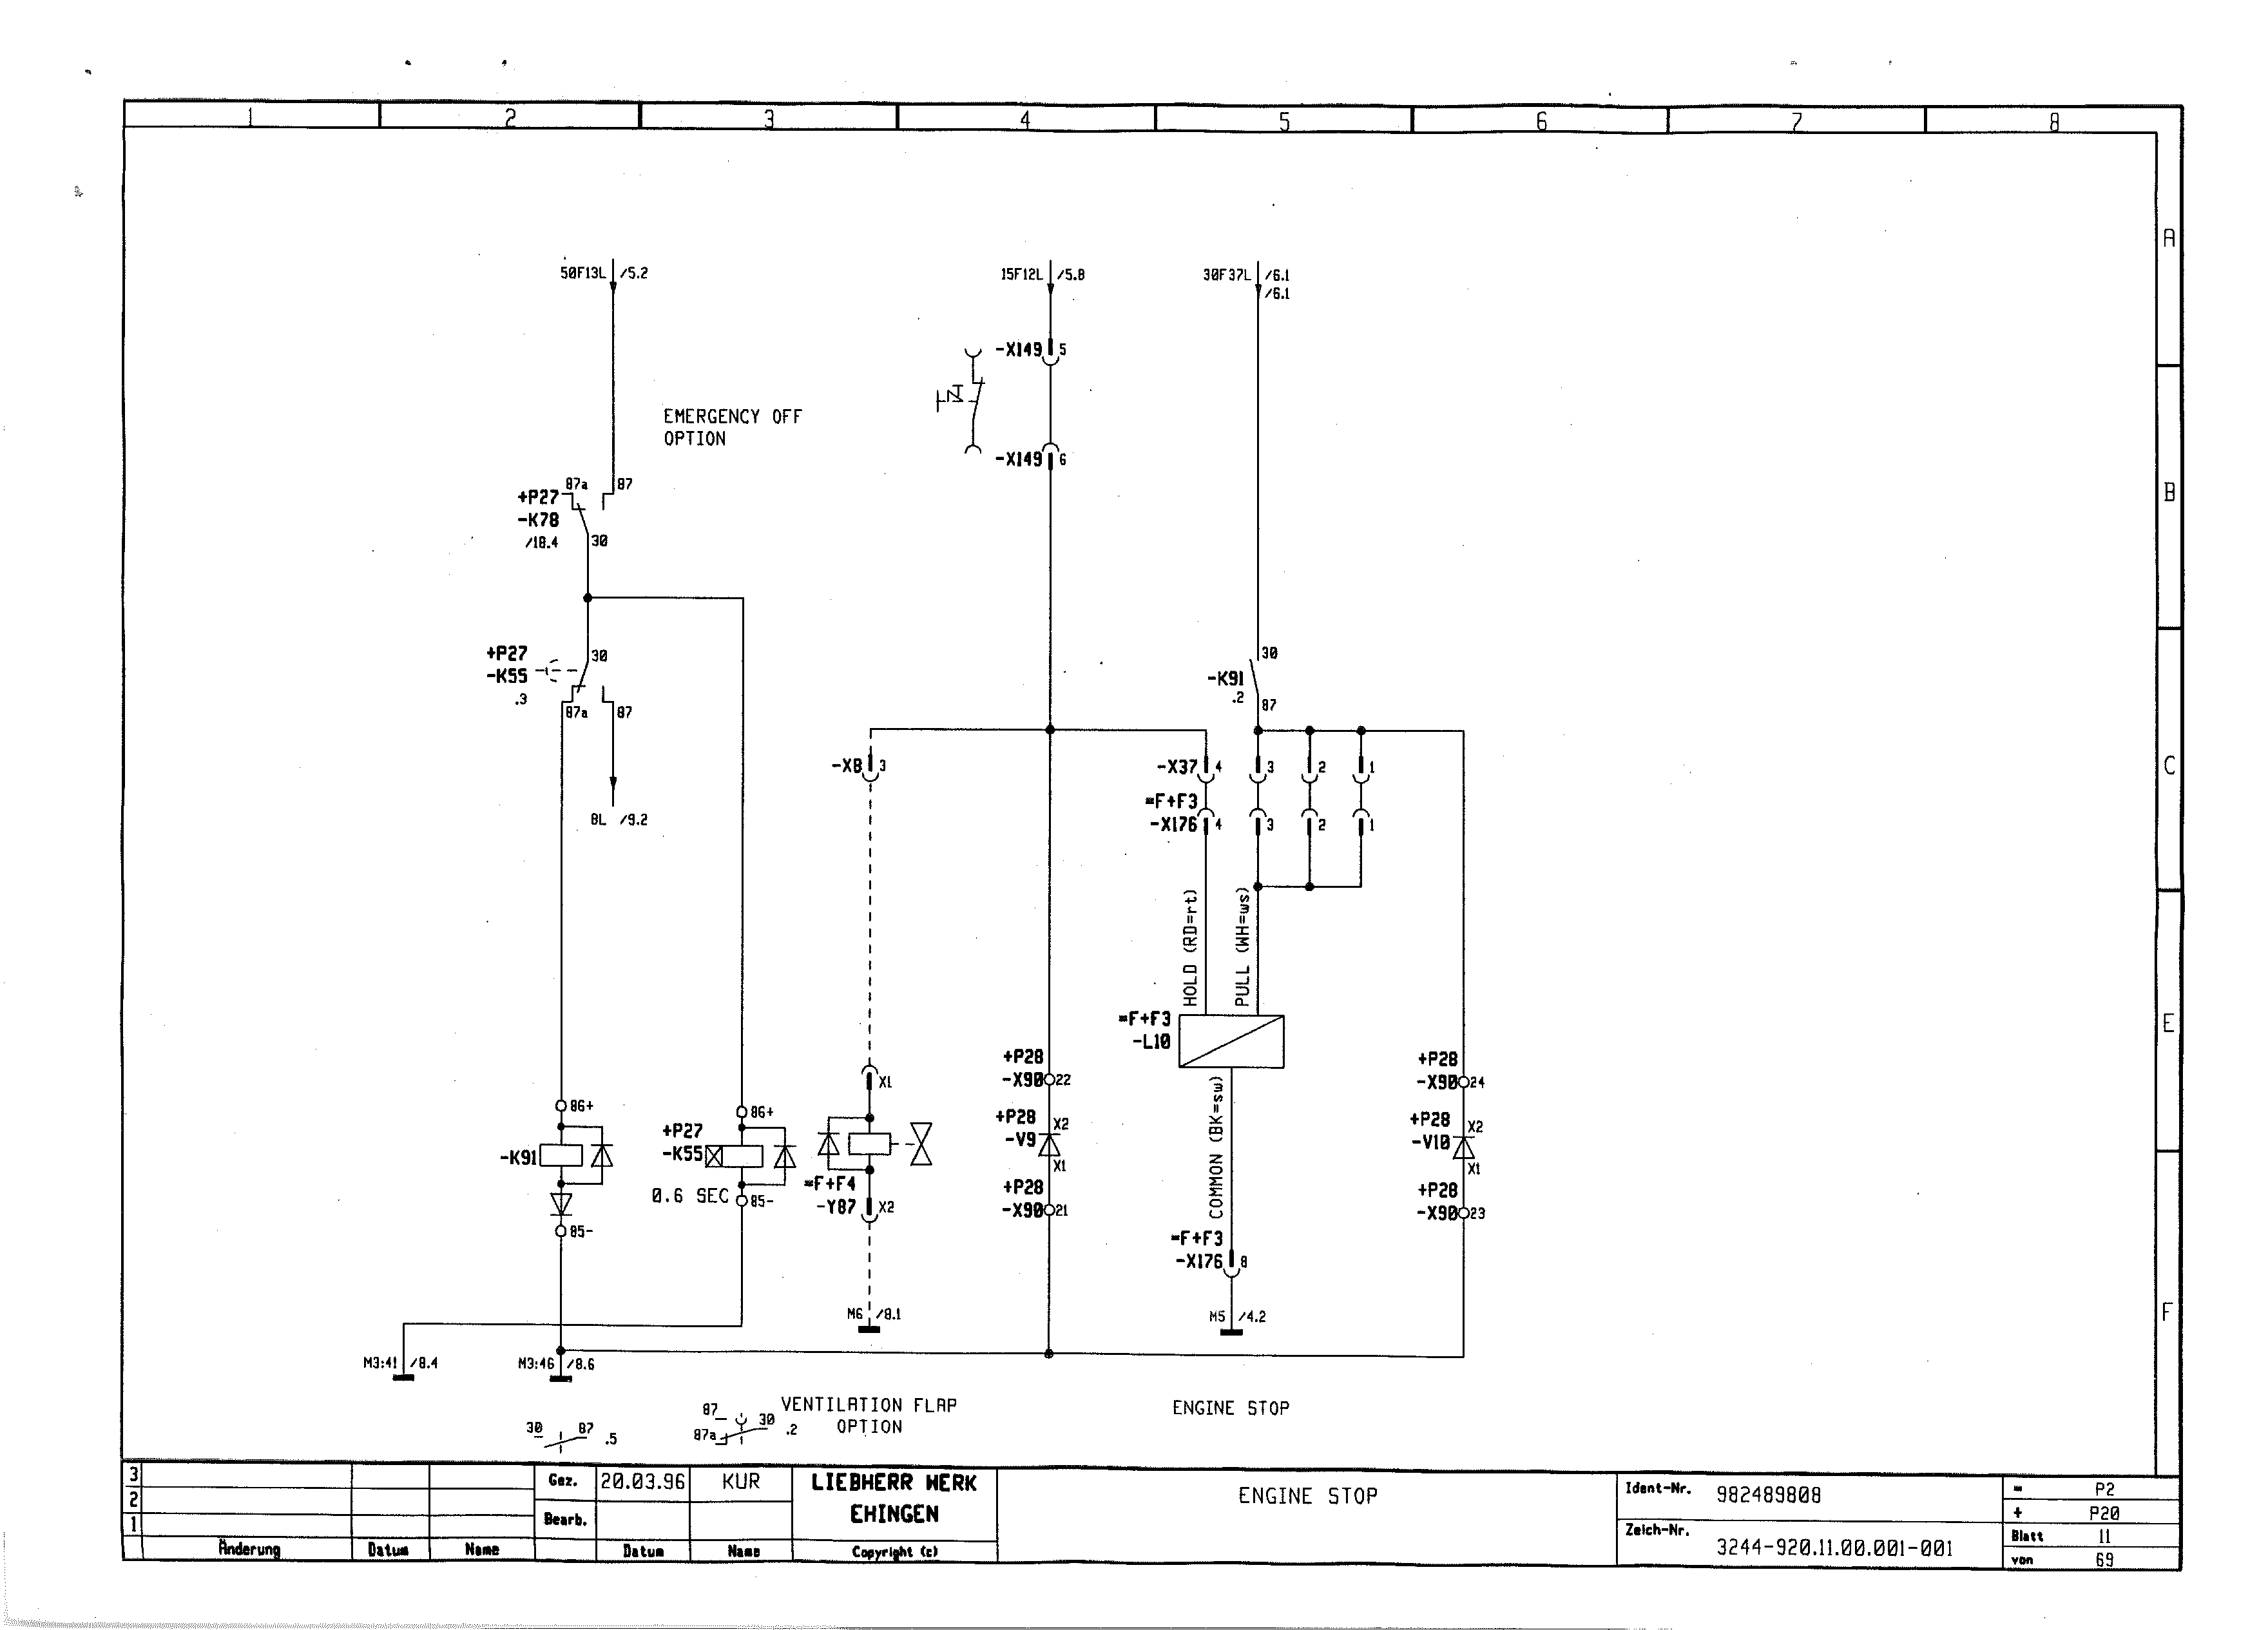 1 2 3 4 5 6 7 8
A
B
C
E
F
50F13L /5.2
15F12L /5.8
30F37L /6.1
/6.1
-X149 5
EMERGENCY OFF
OPTION
-X149 6
87a 87
+P27
-K78
/18.4
30
+P27
-K55
.3
30
87a 87
8L /9.2
30
-K91
.2
87
-X8 3
-X37 4 3 2 1
=F+F3
-X176 4 3 2 1
HOLD (RD=rt)
PULL (WH=ws)
=F+F3
-L10
COMMON (BK=sw)
=F+F3
-X176 8
M5 /4.2
86+
-K91
85-
86+
+P27
-K55
0.6 SEC
85-
X1
=F+F4
-Y87
X2
M6 /8.1
+P28
-X90 22
+P28
-V9
X2
X1
+P28
-X90 21
+P28
-X90 24
+P28
-V10
X2
X1
+P28
-X90 23
M3:41 /8.4
M3:46 /8.6
30 87 .5
87 30 .2
87a
VENTILATION FLAP
OPTION
ENGINE STOP
3
2
1
Änderung
Datum
Name
Gez. 20.03.96 KUR
Bearb.
Datum
Name
LIEBHERR WERK
EHINGEN
Copyright (c)
ENGINE STOP
Ident-Nr. 982489808
Zeich-Nr. 3244-920.11.00.001-001
= P2
+ P20
Blatt 11
von 69